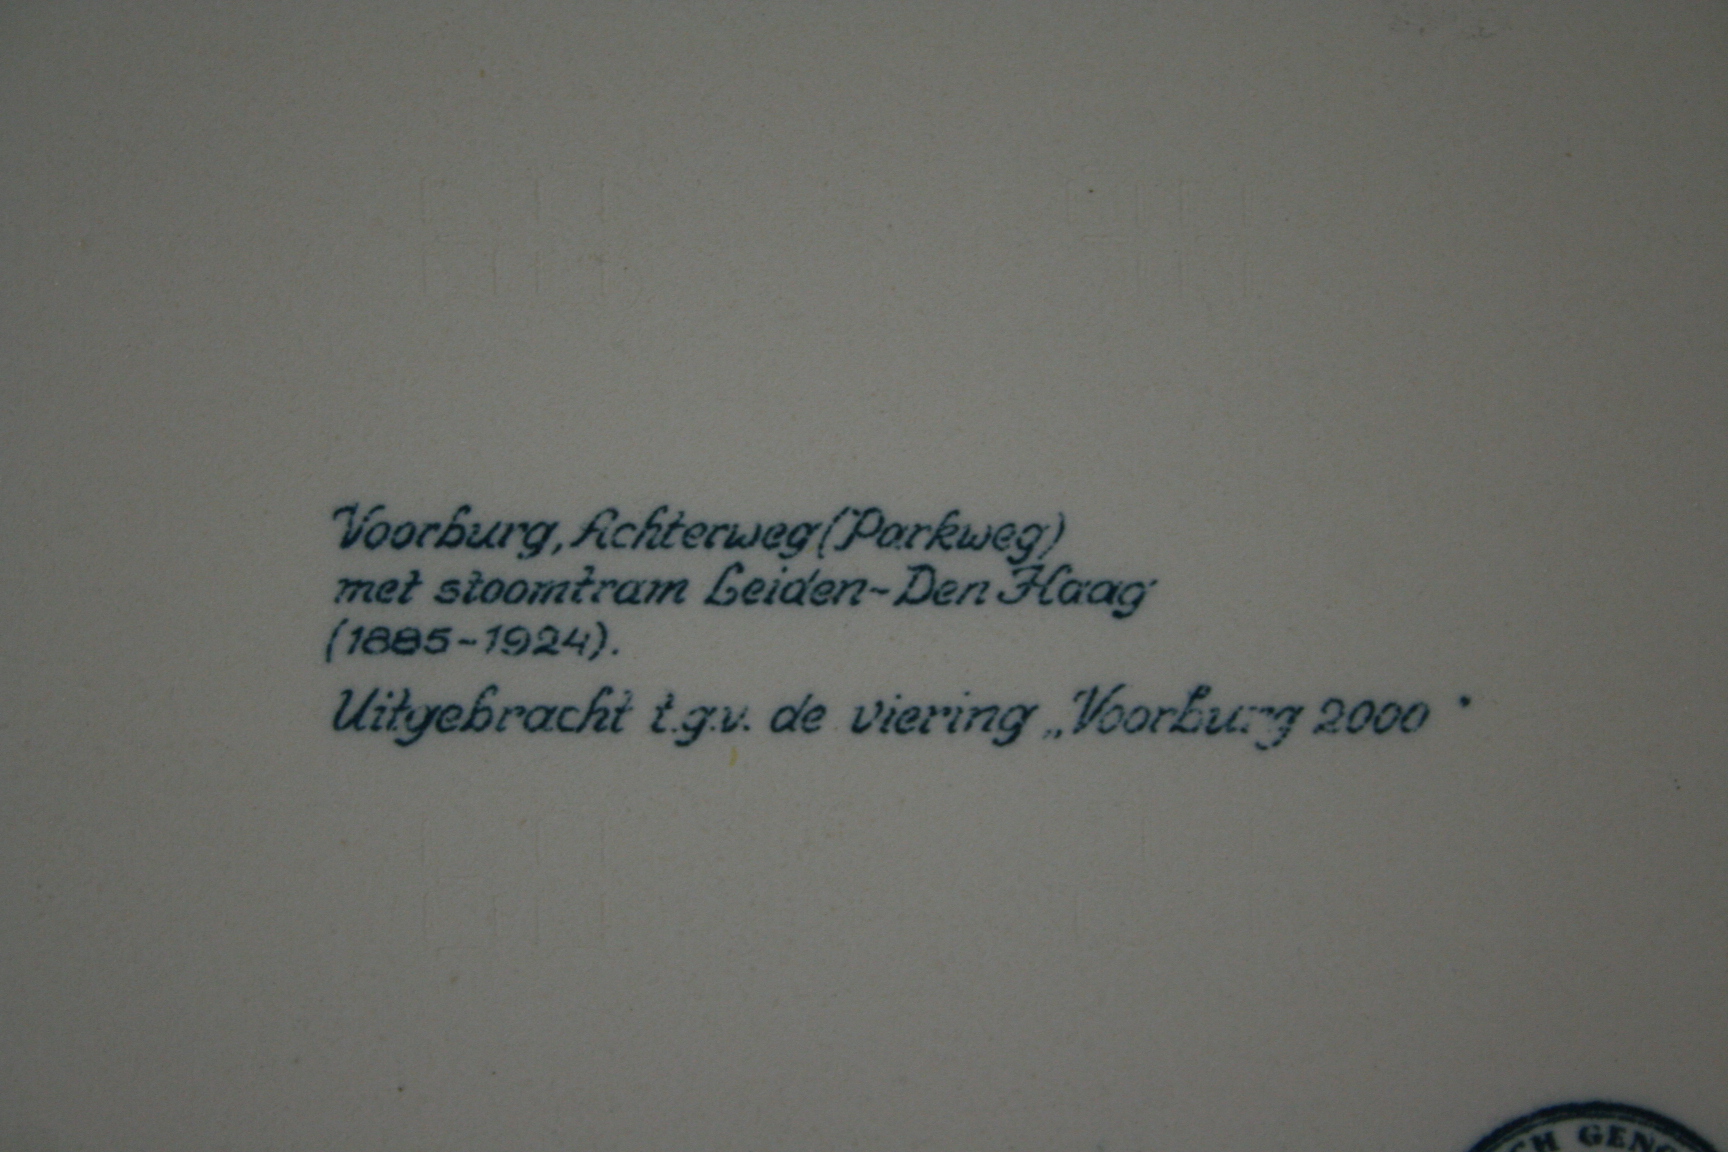 Voorburg, Achterweg (Parkweg)
met stoomtram Leiden-Den Haag
(1885-1924).
Uitgebracht t.g.v. de viering „Voorburg 2000"